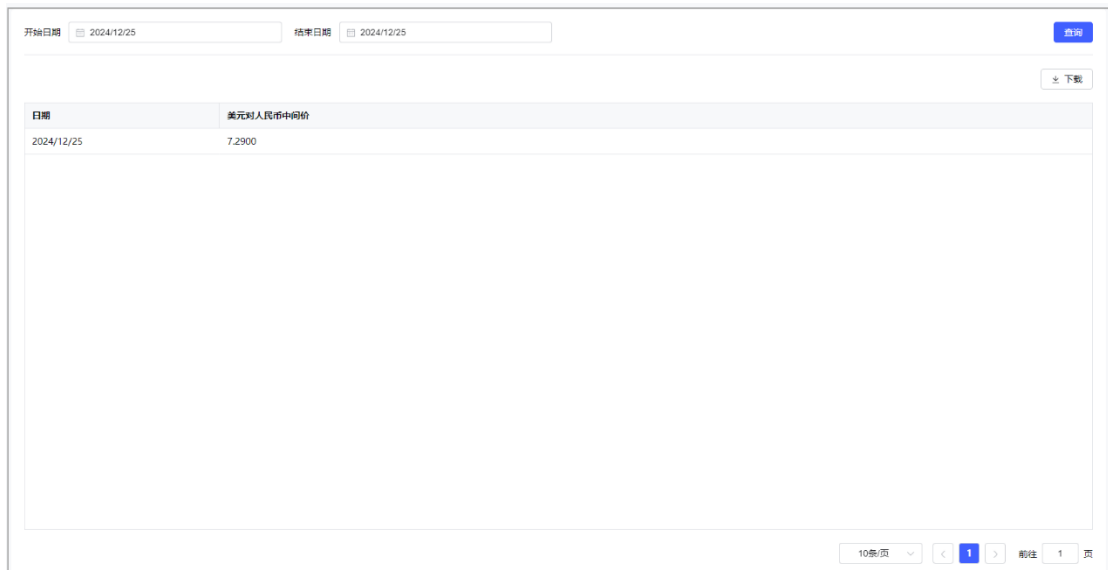 开始日期 2024/12/25 结束日期 2024/12/25 查询
下载
日期 美元对人民币中间价
2024/12/25 7.2900
10条/页 < 1 > 前往 1 页